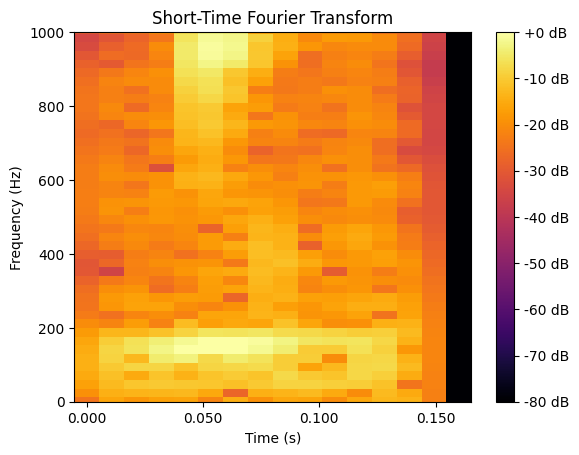 Short-Time Fourier Transform
1000
800
600
400
200
0
Frequency (Hz)
0.000
0.050
0.100
0.150
Time (s)
+0 dB
-10 dB
-20 dB
-30 dB
-40 dB
-50 dB
-60 dB
-70 dB
-80 dB